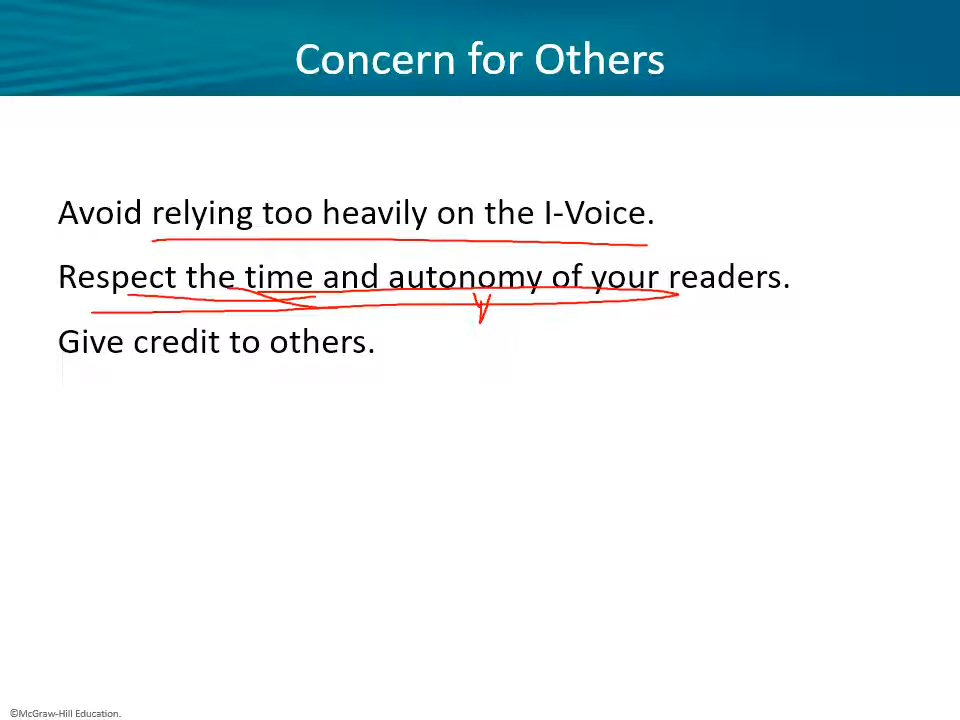 Concern for Others
Avoid relying too heavily on the I-Voice.
Respect the time and autonomy of your readers.
Give credit to others.
©McGraw-Hill Education.